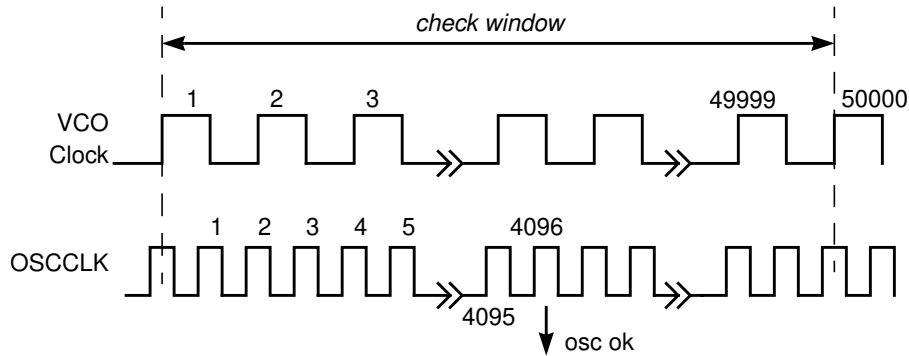 check window
1 2 3 49999 50000
VCO
Clock
1 2 3 4 5 4096
OSCCLK
4095
osc ok